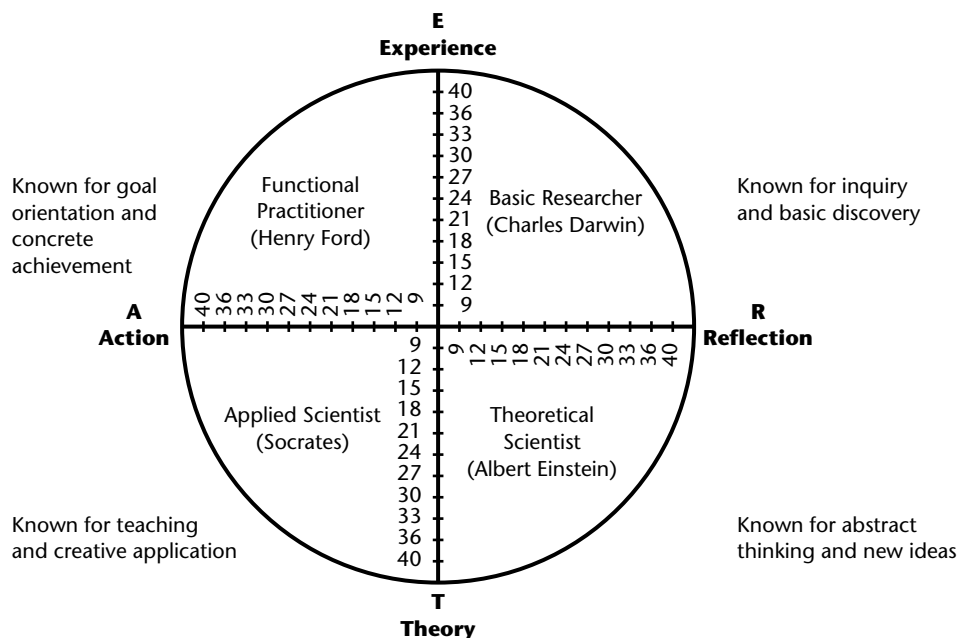 E
Experience
40
36
33
30
27
24
21
18
15
12
9
Known for goal
orientation and
concrete
achievement
Functional
Practitioner
(Henry Ford)
Basic Researcher
(Charles Darwin)
Known for inquiry
and basic discovery
A
Action
40 36 33 30 27 24 21 18 15 12 9
R
Reflection
9 12 15 18 21 24 27 30 33 36 40
9
12
15
18
21
24
27
30
33
36
40
Applied Scientist
(Socrates)
Theoretical
Scientist
(Albert Einstein)
Known for teaching
and creative application
Known for abstract
thinking and new ideas
T
Theory